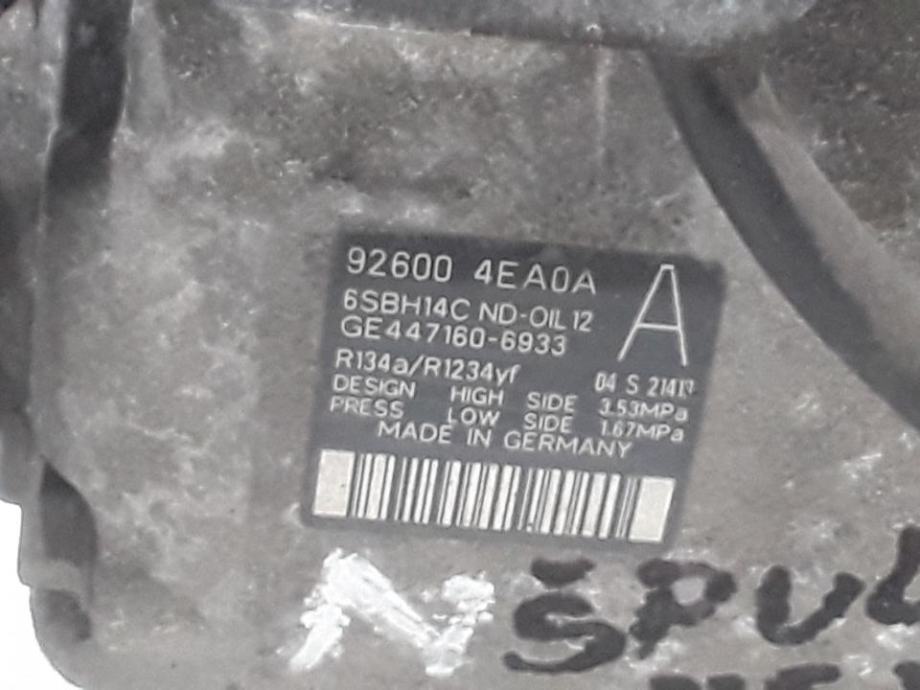 92600 4EA0A A
6SBH14C ND-OIL 12
GE447160-6933
R134a/R1234yf
04 S
DESIGN HIGH SIDE 3.53MPa
PRESS LOW SIDE 1.67MPa
MADE IN GERMANY
N ŠPUL